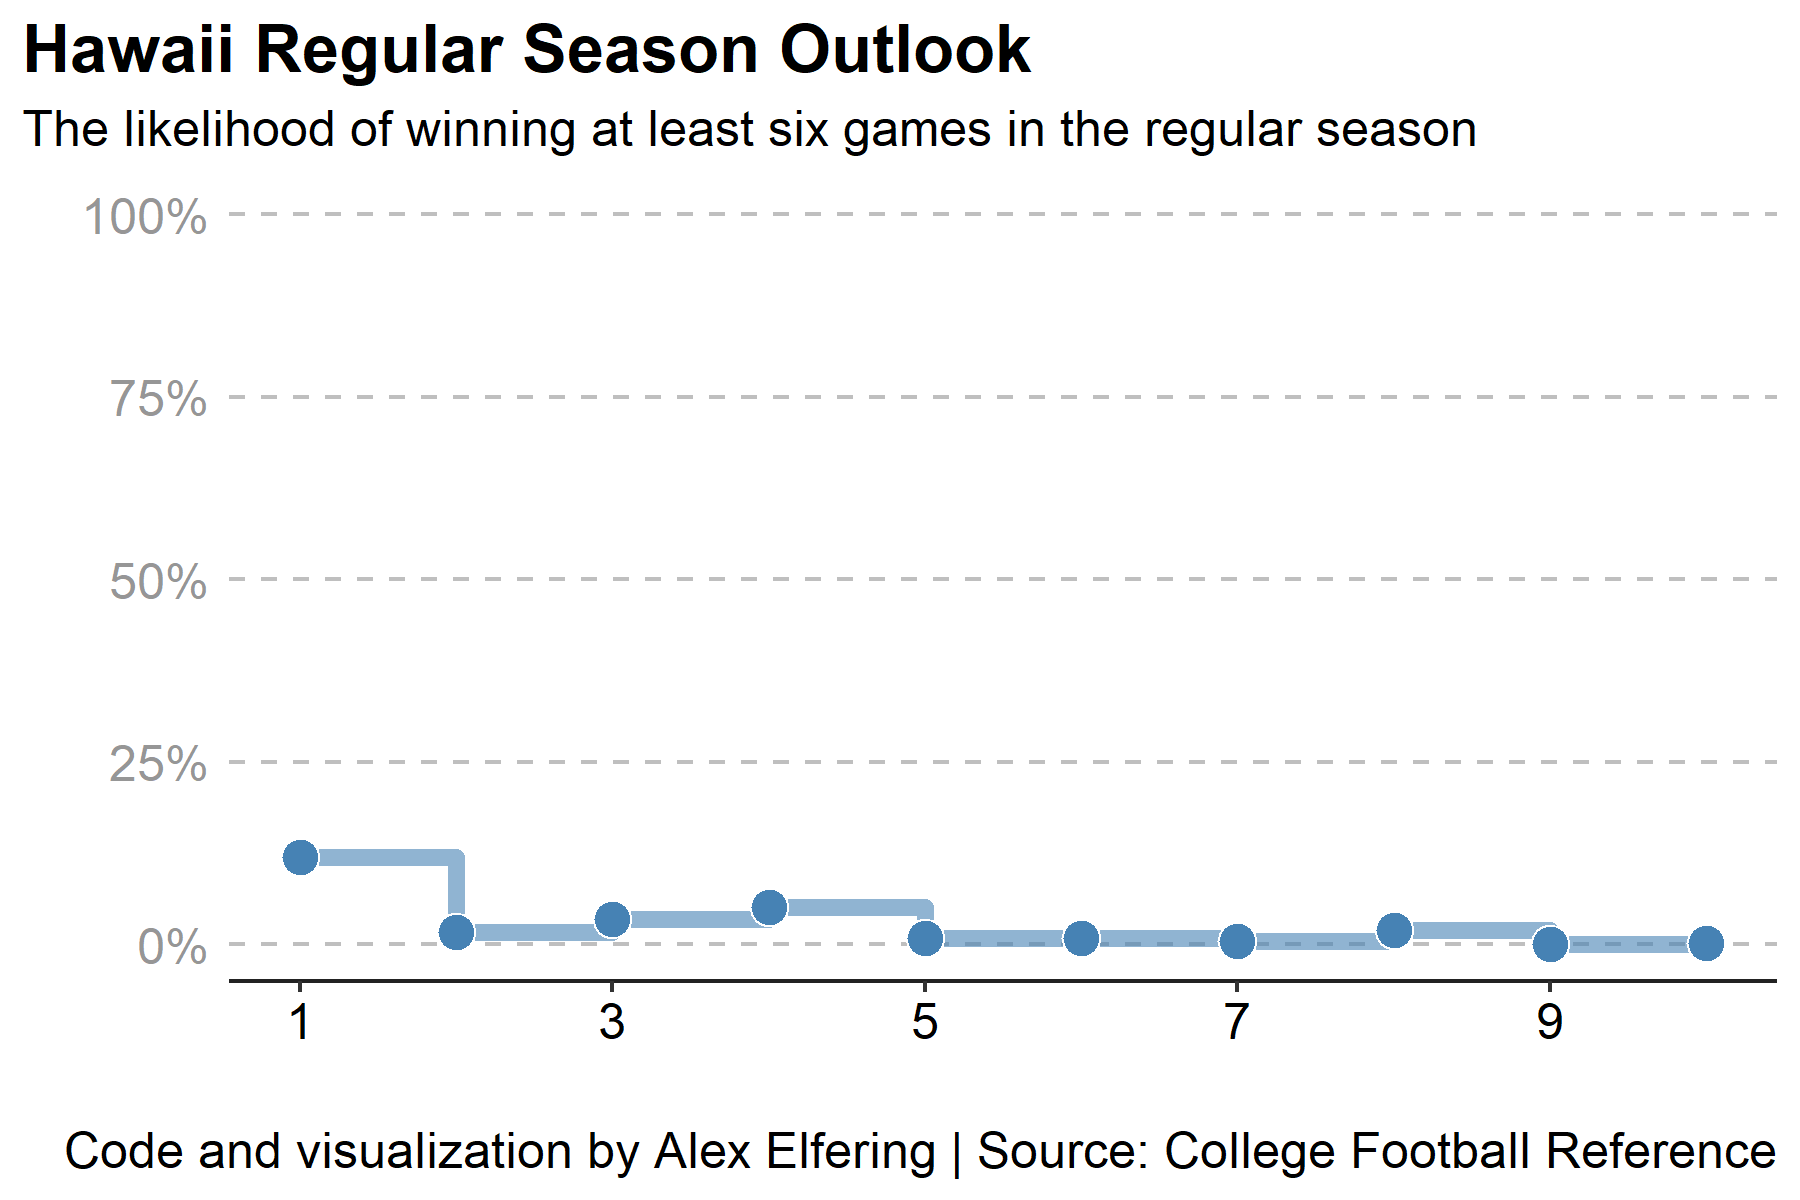 Hawaii Regular Season Outlook
The likelihood of winning at least six games in the regular season
100%
75%
50%
25%
0%
1 3 5 7 9
Code and visualization by Alex Elfering | Source: College Football Reference